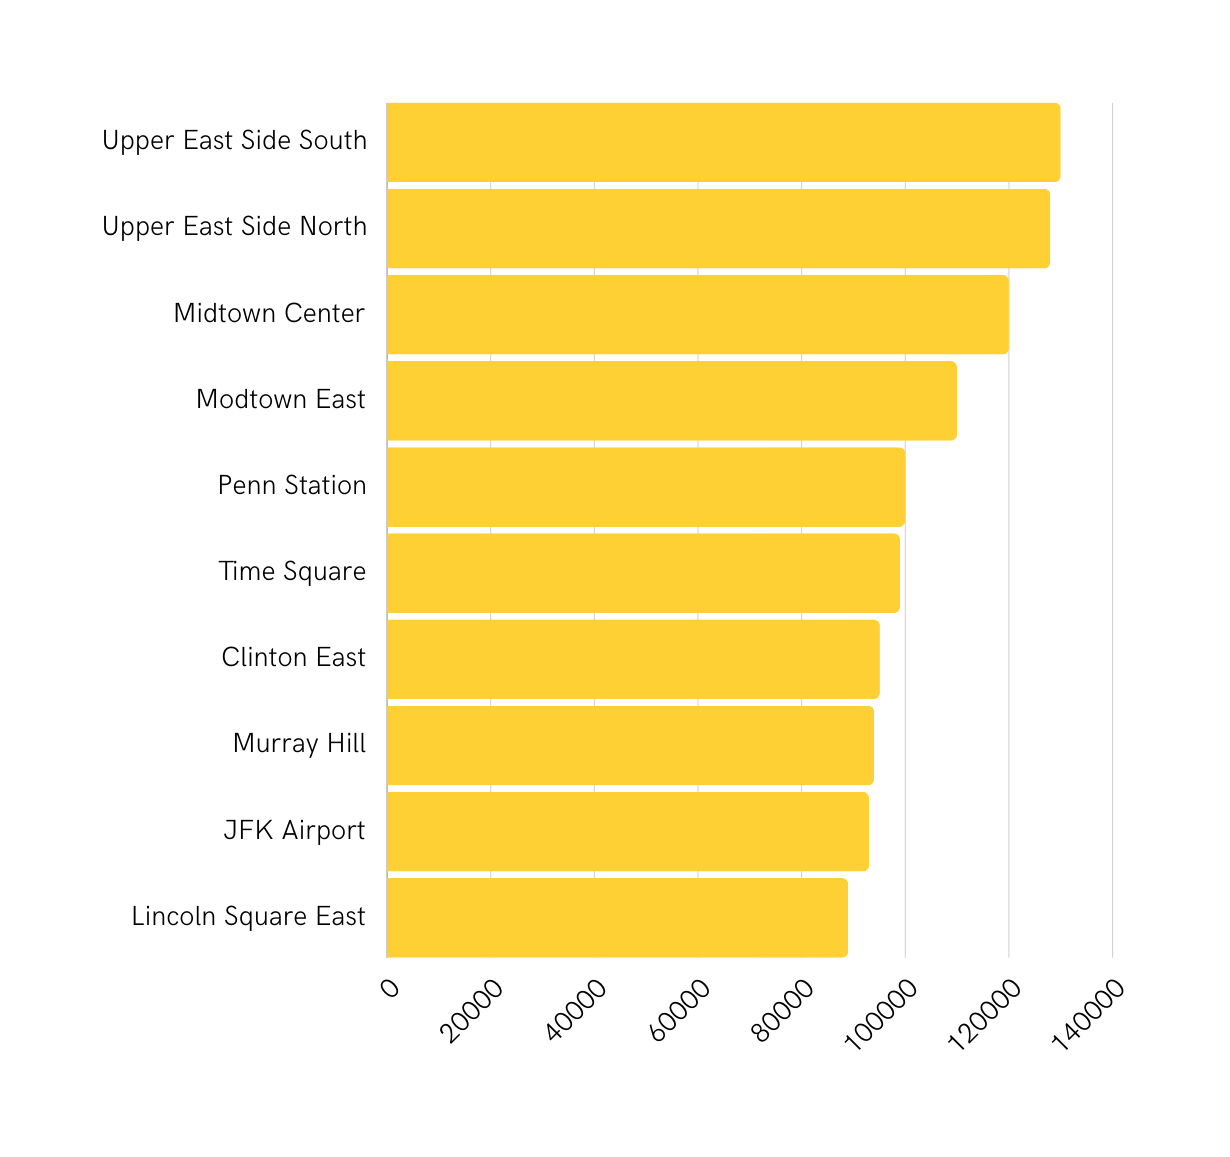 Upper East Side South
Upper East Side North
Midtown Center
Modtown East
Penn Station
Time Square
Clinton East
Murray Hill
JFK Airport
Lincoln Square East
0
20000
40000
60000
80000
100000
120000
140000